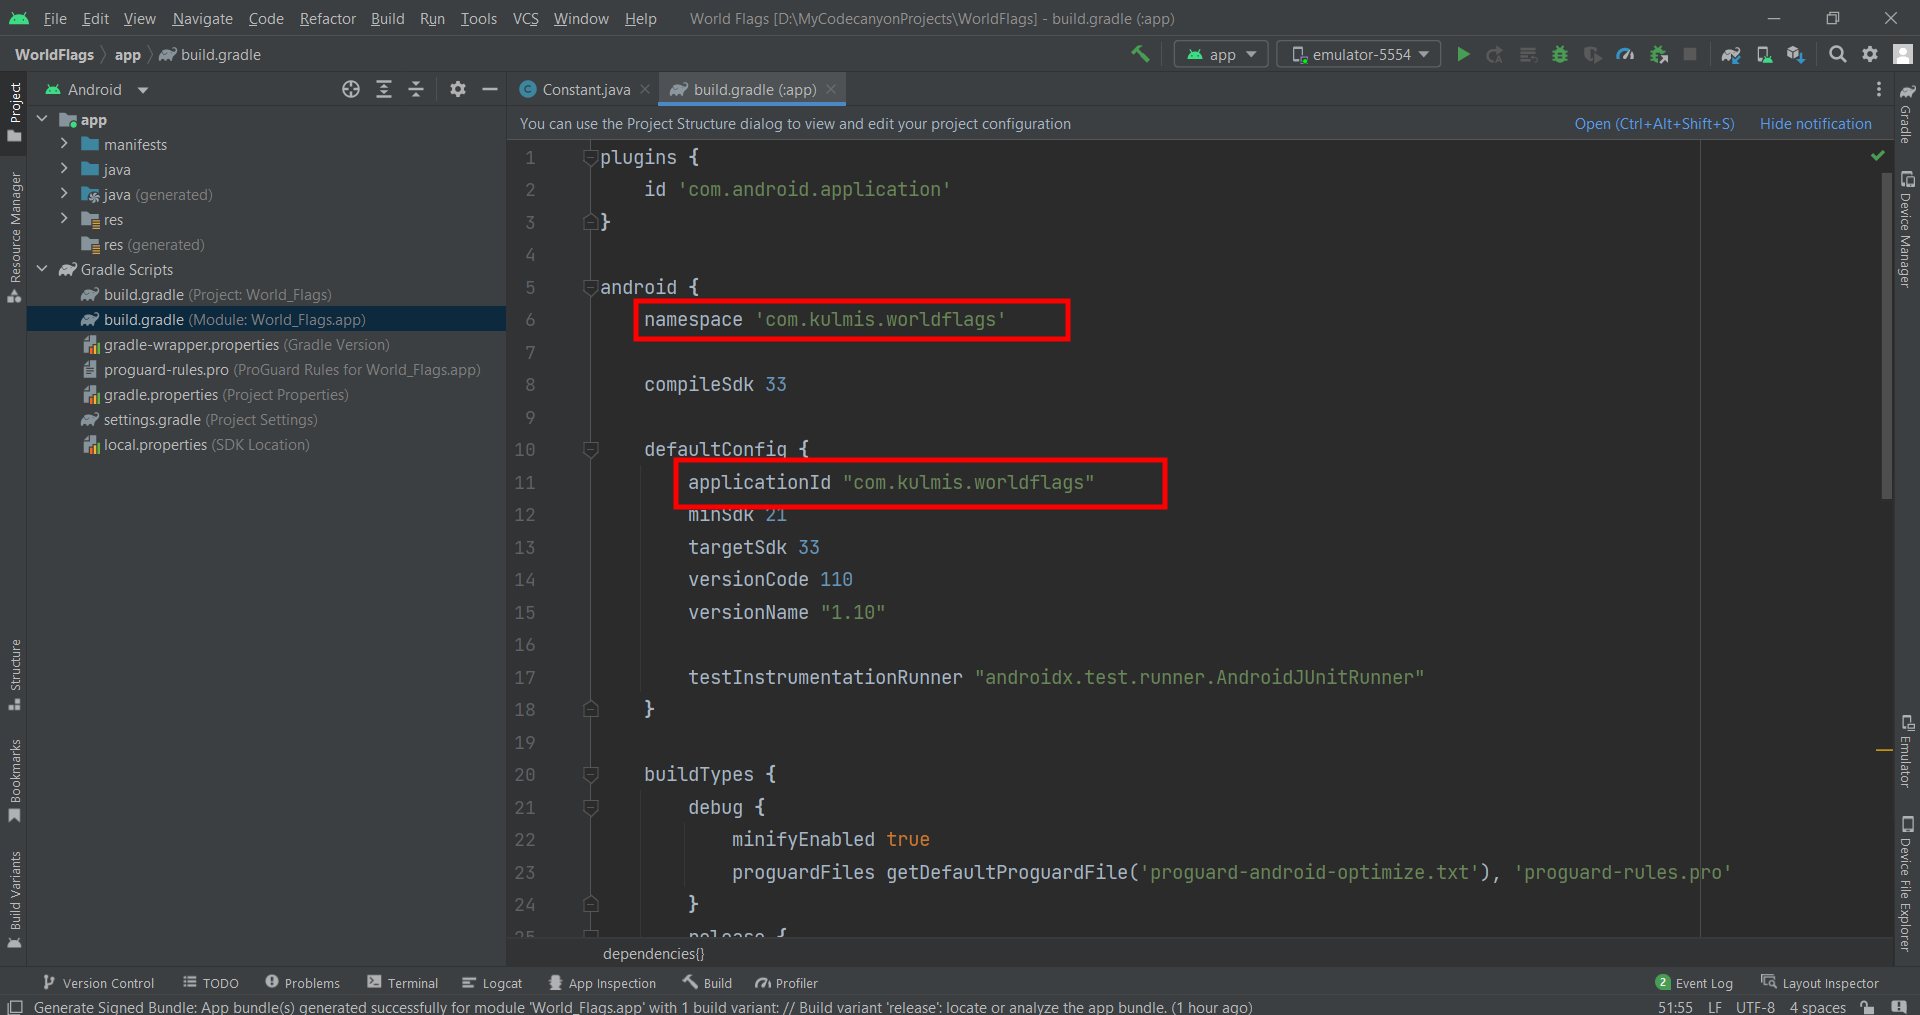 File Edit View Navigate Code Refactor Build Run Tools VCS Window Help World Flags [D:\MyCodecanyonProjects\WorldFlags] - build.gradle (:app)
WorldFlags app build.gradle app emulator-5554
Project
Resource Manager
Structure
Bookmarks
Build Variants
Android
app
manifests
java
java (generated)
res
res (generated)
Gradle Scripts
build.gradle (Project: World_Flags)
build.gradle (Module: World_Flags.app)
gradle-wrapper.properties (Gradle Version)
proguard-rules.pro (ProGuard Rules for World_Flags.app)
gradle.properties (Project Properties)
settings.gradle (Project Settings)
local.properties (SDK Location)
Constant.java build.gradle (:app)
You can use the Project Structure dialog to view and edit your project configuration Open (Ctrl+Alt+Shift+S) Hide notification
1 plugins {
2 id 'com.android.application'
3 }
4
5 android {
6 namespace 'com.kulmis.worldflags'
7
8 compileSdk 33
9
10 defaultConfig {
11 applicationId "com.kulmis.worldflags"
12 minSdk 21
13 targetSdk 33
14 versionCode 110
15 versionName "1.10"
16
17 testInstrumentationRunner "androidx.test.runner.AndroidJUnitRunner"
18 }
19
20 buildTypes {
21 debug {
22 minifyEnabled true
23 proguardFiles getDefaultProguardFile('proguard-android-optimize.txt'), 'proguard-rules.pro'
24 }
25 release {
dependencies{}
Gradle
Device Manager
Emulator
Device File Explorer
Version Control TODO Problems Terminal Logcat App Inspection Build Profiler 2 Event Log Layout Inspector
Generate Signed Bundle: App bundle(s) generated successfully for module 'World_Flags.app' with 1 build variant: // Build variant 'release': locate or analyze the app bundle. (1 hour ago) 51:55 LF UTF-8 4 spaces